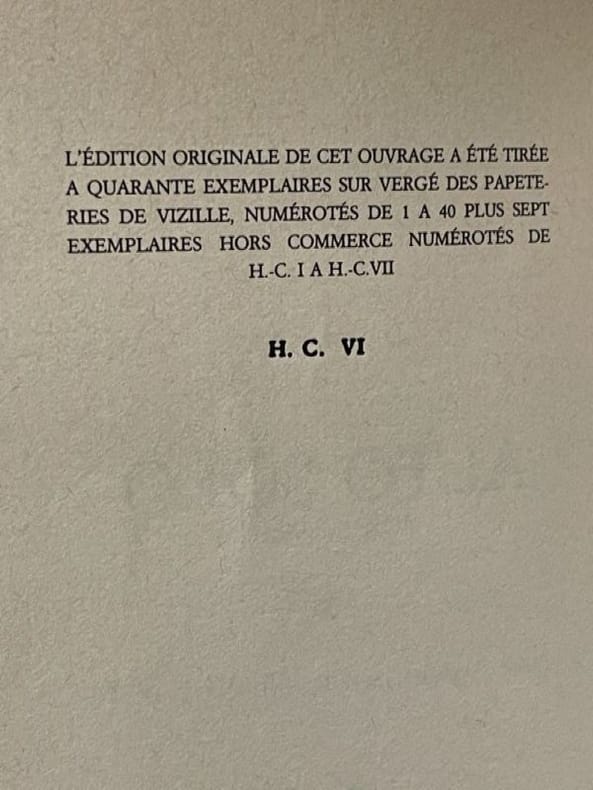 L'ÉDITION ORIGINALE DE CET OUVRAGE A ÉTÉ TIRÉE
A QUARANTE EXEMPLAIRES SUR VERGÉ DES PAPETE-
RIES DE VIZILLE, NUMÉROTÉS DE 1 A 40 PLUS SEPT
EXEMPLAIRES HORS COMMERCE NUMÉROTÉS DE
H.-C. I A H.-C.VII
H. C. VI